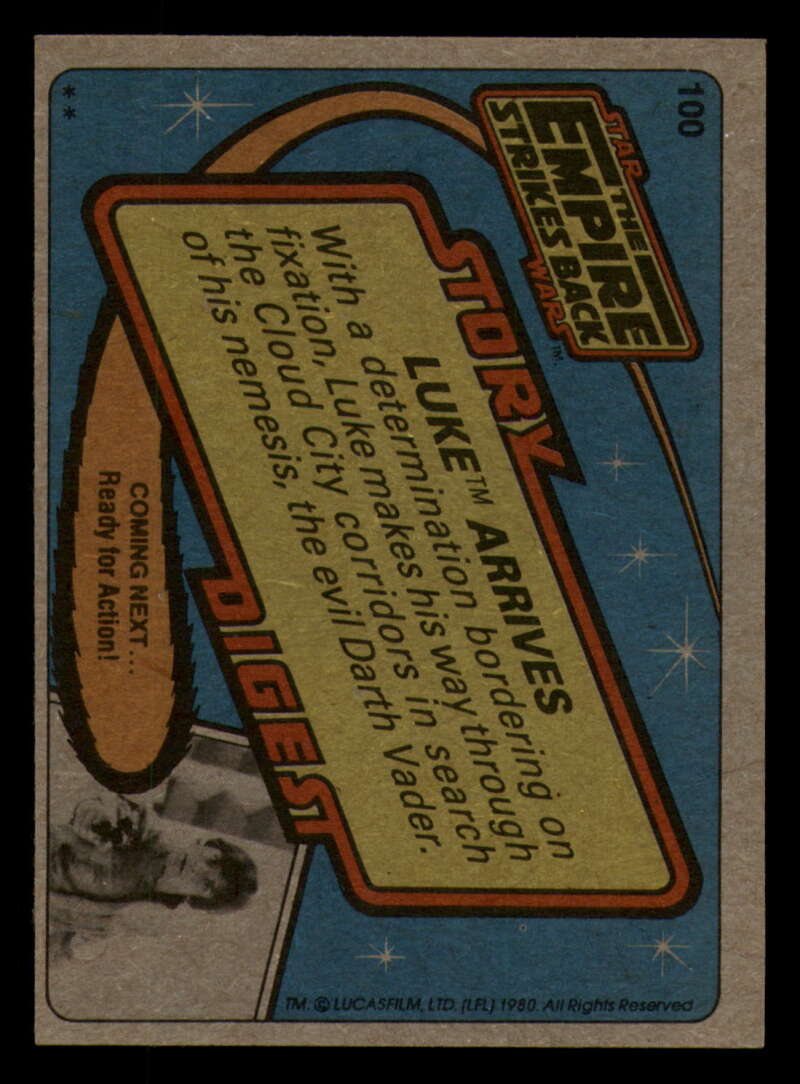 100
STAR
THE
EMPIRE
STRIKES BACK
WARS™
STORY
LUKE™ ARRIVES
With a determination bordering on
fixation, Luke makes his way through
the Cloud City corridors in search
of his nemesis, the evil Darth Vader.
DIGEST
COMING NEXT...
Ready for Action!
**
TM. © LUCASFILM, LTD. (LFL) 1980. All Rights Reserved